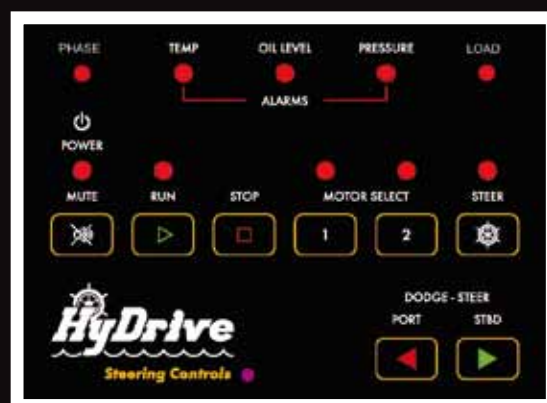 PHASE TEMP OIL LEVEL PRESSURE LOAD
ALARMS
POWER
MUTE RUN STOP MOTOR SELECT STEER
1 2
DODGE - STEER
PORT STBD
HyDrive
Steering Controls